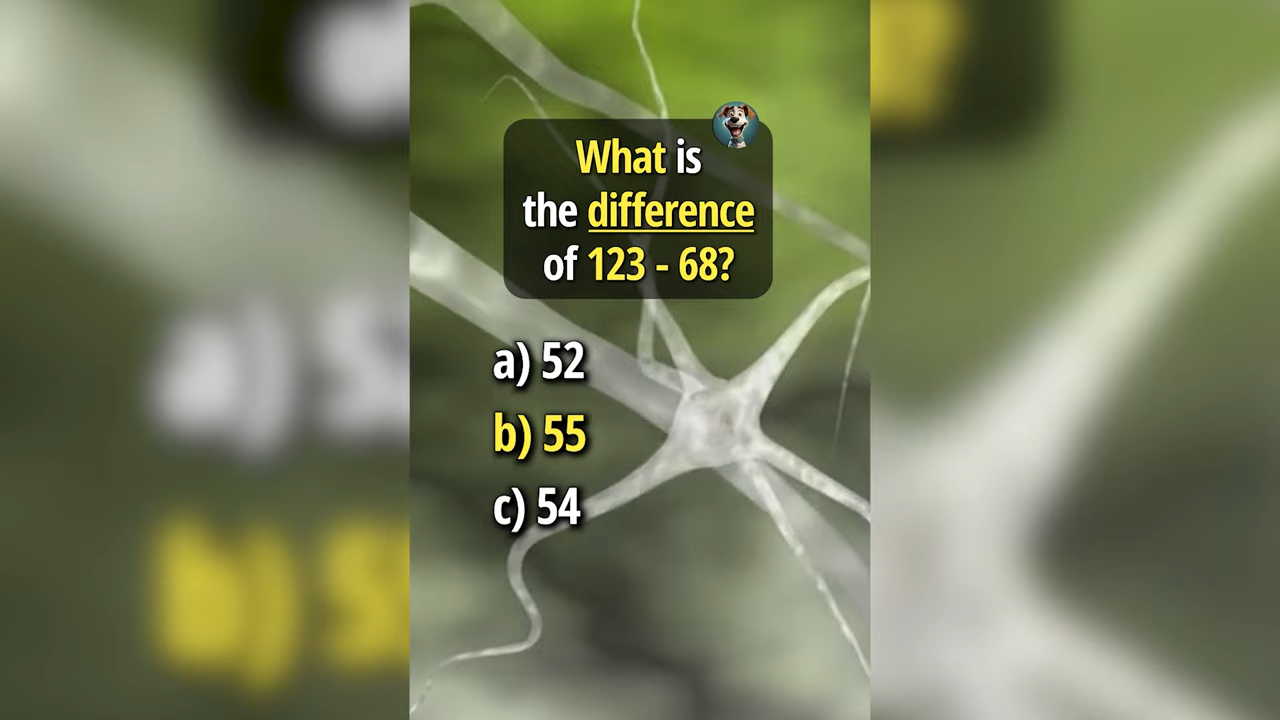 What is
the difference
of 123 - 68?
a) 52
b) 55
c) 54